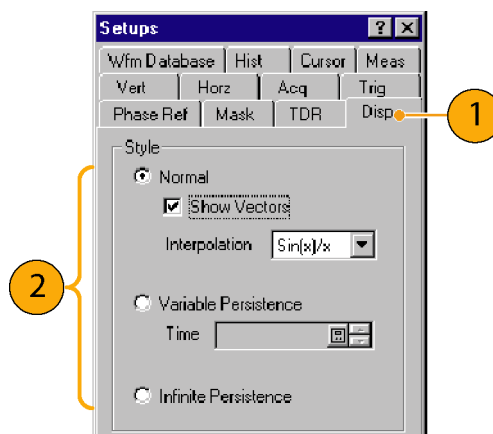 Setups
Wfm Database Hist Cursor Meas
Vert Horz Acq Trig
Phase Ref Mask TDR Disp
1
Style
Normal
Show Vectors
Interpolation Sin(x)/x
2
Variable Persistence
Time
Infinite Persistence